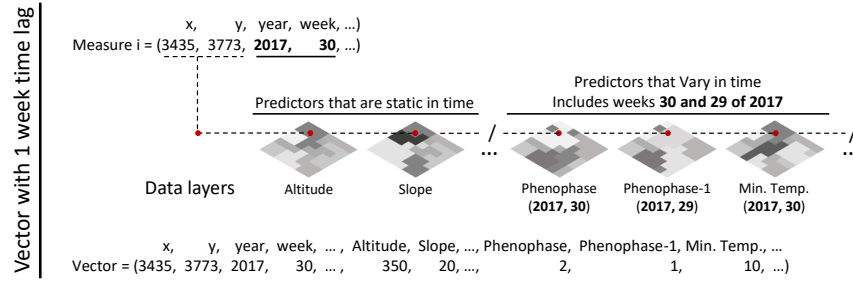 Vector with 1 week time lag
x, y, year, week, …)
Measure i = (3435, 3773, 2017, 30, …)
Predictors that are static in time
Predictors that Vary in time
Includes weeks 30 and 29 of 2017
/ /
... ...
Data layers
Altitude Slope Phenophase Phenophase-1 Min. Temp.
(2017, 30) (2017, 29) (2017, 30)
x, y, year, week, … , Altitude, Slope, …, Phenophase, Phenophase-1, Min. Temp., …
Vector = (3435, 3773, 2017, 30, … , 350, 20, …, 2, 1, 10, …)